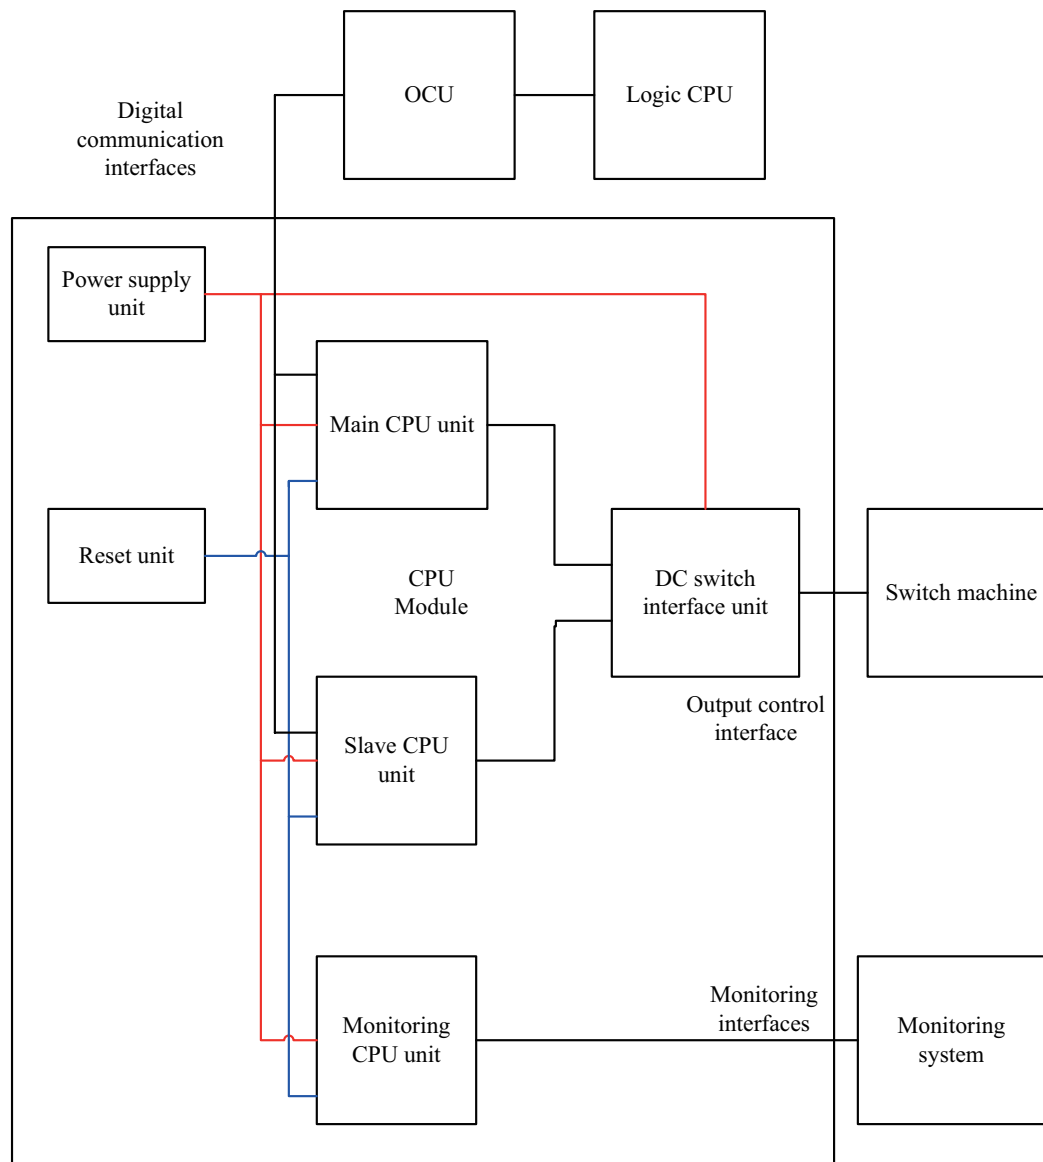 OCU
Logic CPU
Digital
communication
interfaces
Power supply
unit
Main CPU unit
Reset unit
CPU
Module
DC switch
interface unit
Switch machine
Output control
interface
Slave CPU
unit
Monitoring
CPU unit
Monitoring
interfaces
Monitoring
system